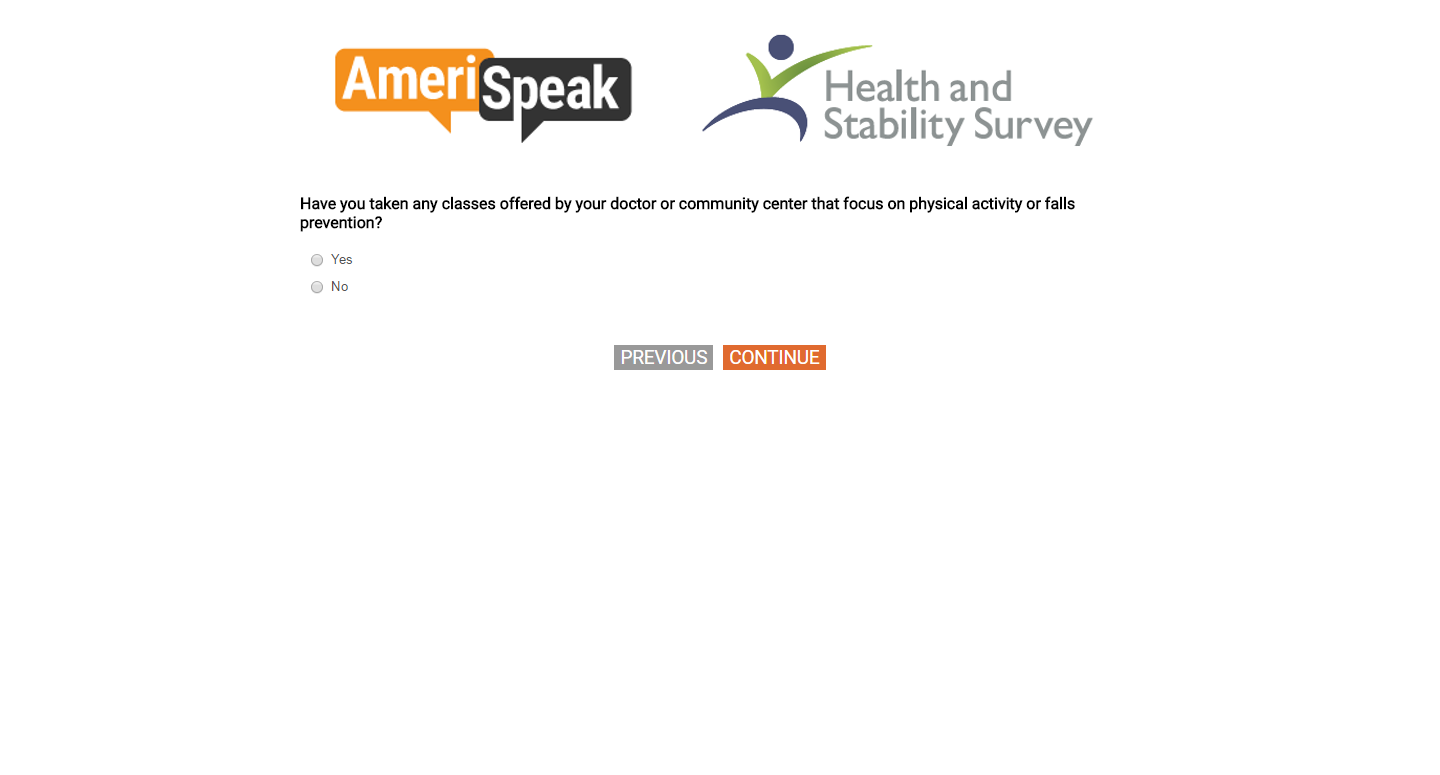 AmeriSpeak
Health and
Stability Survey
Have you taken any classes offered by your doctor or community center that focus on physical activity or falls
prevention?
Yes
No
PREVIOUS CONTINUE